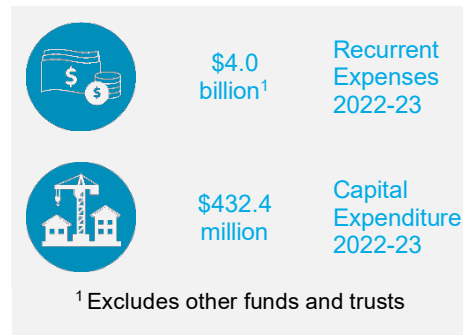 $4.0
billion¹
Recurrent
Expenses
2022-23
$
$
$432.4
million
Capital
Expenditure
2022-23
¹ Excludes other funds and trusts